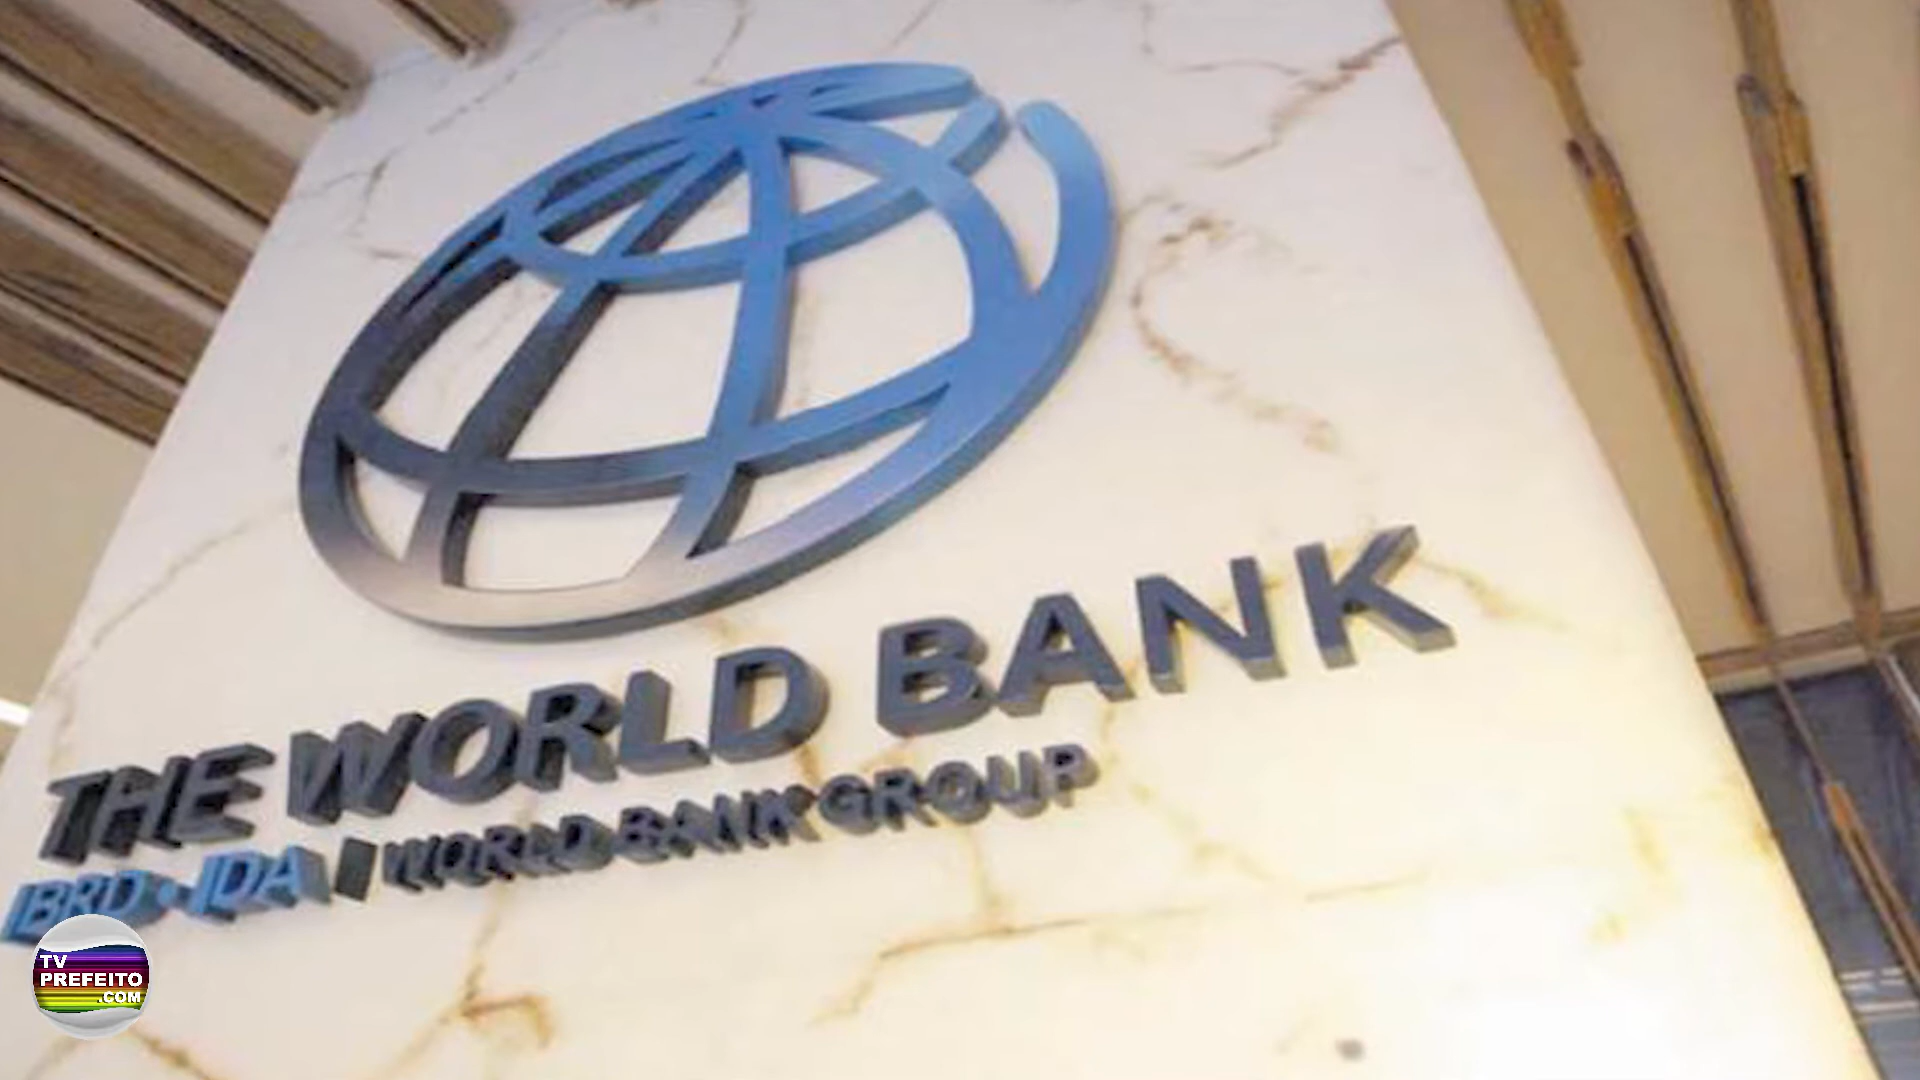 THE WORLD BANK
IBRD • IDA | WORLD BANK GROUP
TV
PREFEITO
.COM